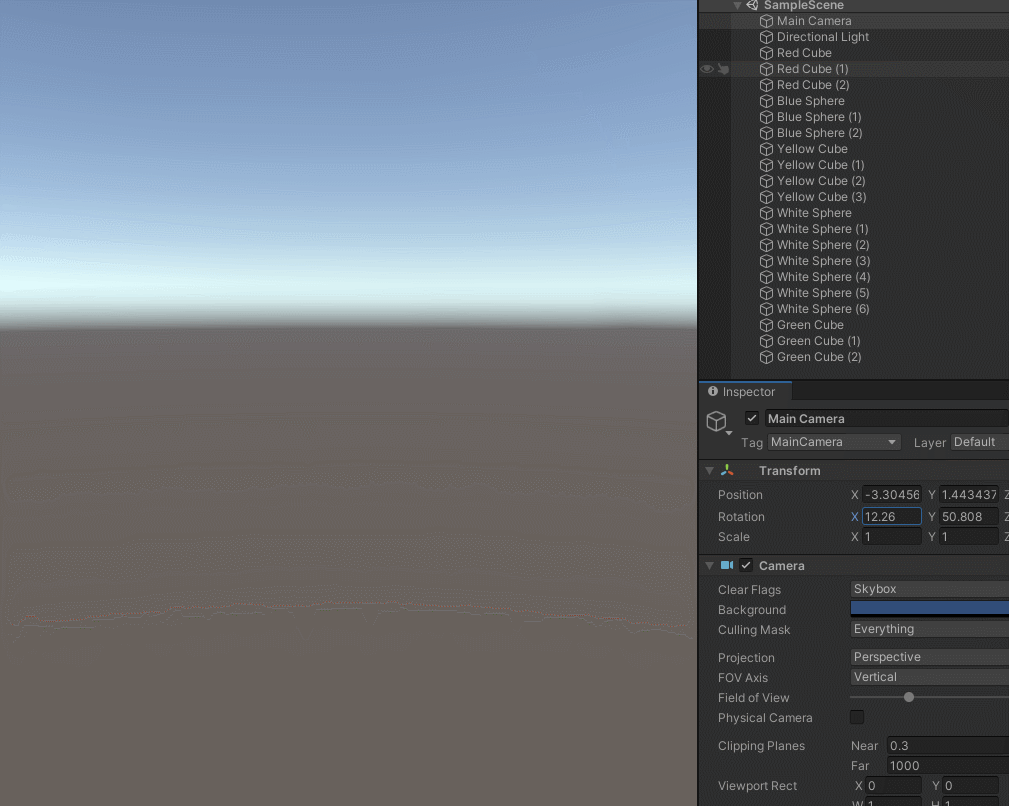 SampleScene
Main Camera
Directional Light
Red Cube
Red Cube (1)
Red Cube (2)
Blue Sphere
Blue Sphere (1)
Blue Sphere (2)
Yellow Cube
Yellow Cube (1)
Yellow Cube (2)
Yellow Cube (3)
White Sphere
White Sphere (1)
White Sphere (2)
White Sphere (3)
White Sphere (4)
White Sphere (5)
White Sphere (6)
Green Cube
Green Cube (1)
Green Cube (2)
Inspector
Main Camera
Tag MainCamera Layer Default
Transform
Position X -3.30456 Y 1.443437 Z
Rotation X 12.26 Y 50.808 Z
Scale X 1 Y 1 Z
Camera
Clear Flags Skybox
Background
Culling Mask Everything
Projection Perspective
FOV Axis Vertical
Field of View
Physical Camera
Clipping Planes Near 0.3
Far 1000
Viewport Rect X 0 Y 0
W 1 H 1